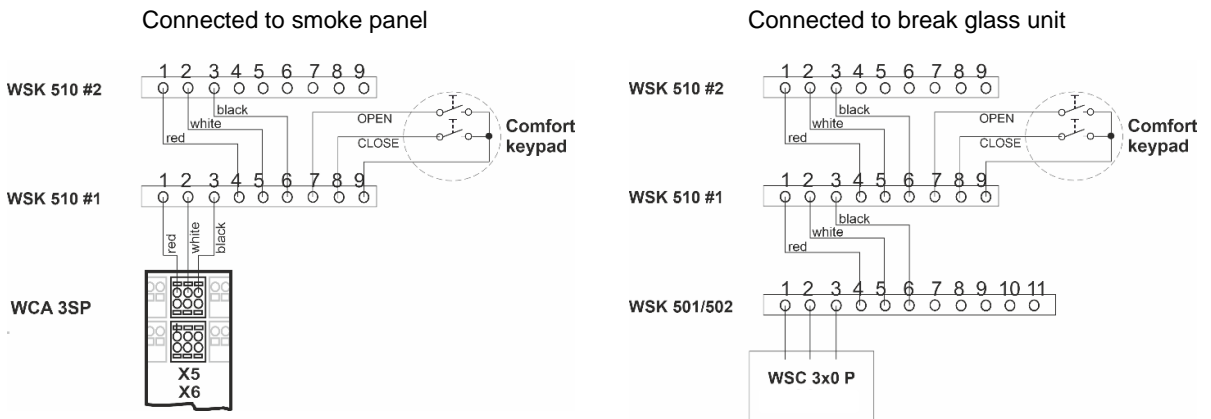 Connected to smoke panel
WSK 510 #2
1 2 3 4 5 6 7 8 9
black
white
red
OPEN
CLOSE
Comfort
keypad
WSK 510 #1
1 2 3 4 5 6 7 8 9
red
white
black
WCA 3SP
X5
X6
Connected to break glass unit
WSK 510 #2
1 2 3 4 5 6 7 8 9
black
white
red
OPEN
CLOSE
Comfort
keypad
WSK 510 #1
1 2 3 4 5 6 7 8 9
black
white
red
WSK 501/502
1 2 3 4 5 6 7 8 9 10 11
WSC 3x0 P